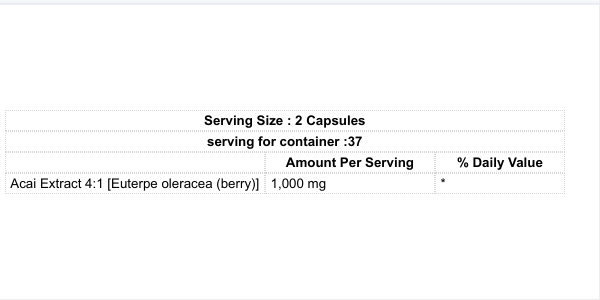 Serving Size : 2 Capsules
serving for container :37
Amount Per Serving % Daily Value
Acai Extract 4:1 [Euterpe oleracea (berry)] 1,000 mg *